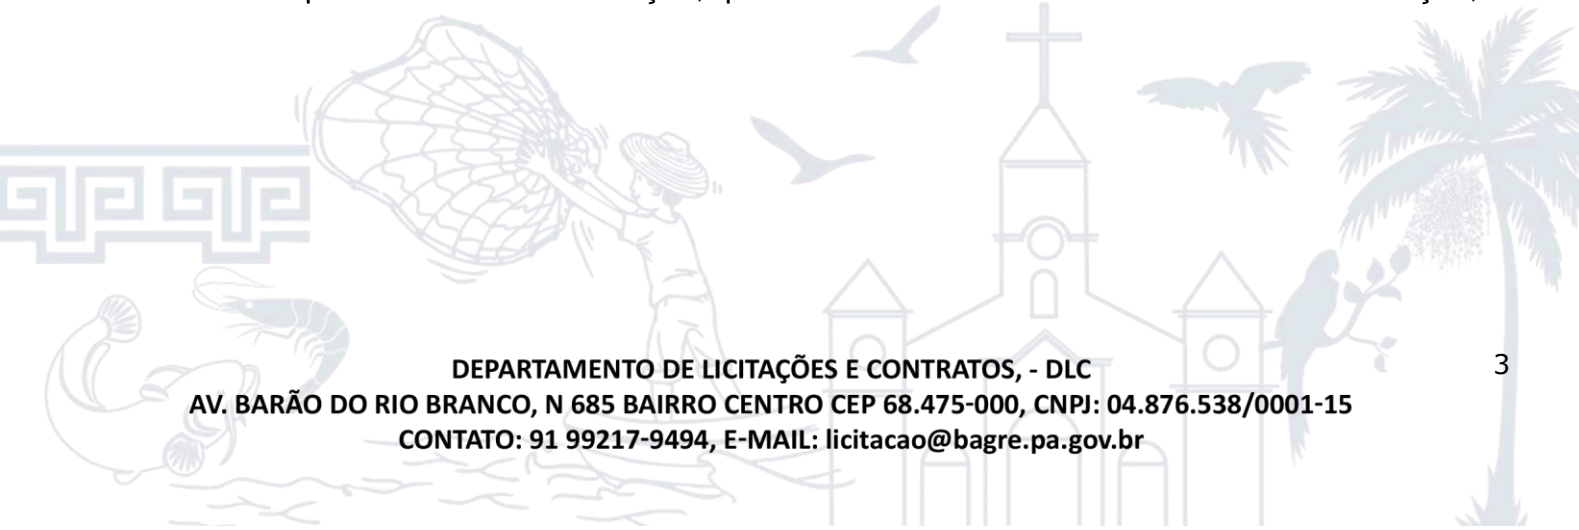 3
DEPARTAMENTO DE LICITAÇÕES E CONTRATOS, - DLC
AV. BARÃO DO RIO BRANCO, N 685 BAIRRO CENTRO CEP 68.475-000, CNPJ: 04.876.538/0001-15
CONTATO: 91 99217-9494, E-MAIL: licitacao@bagre.pa.gov.br